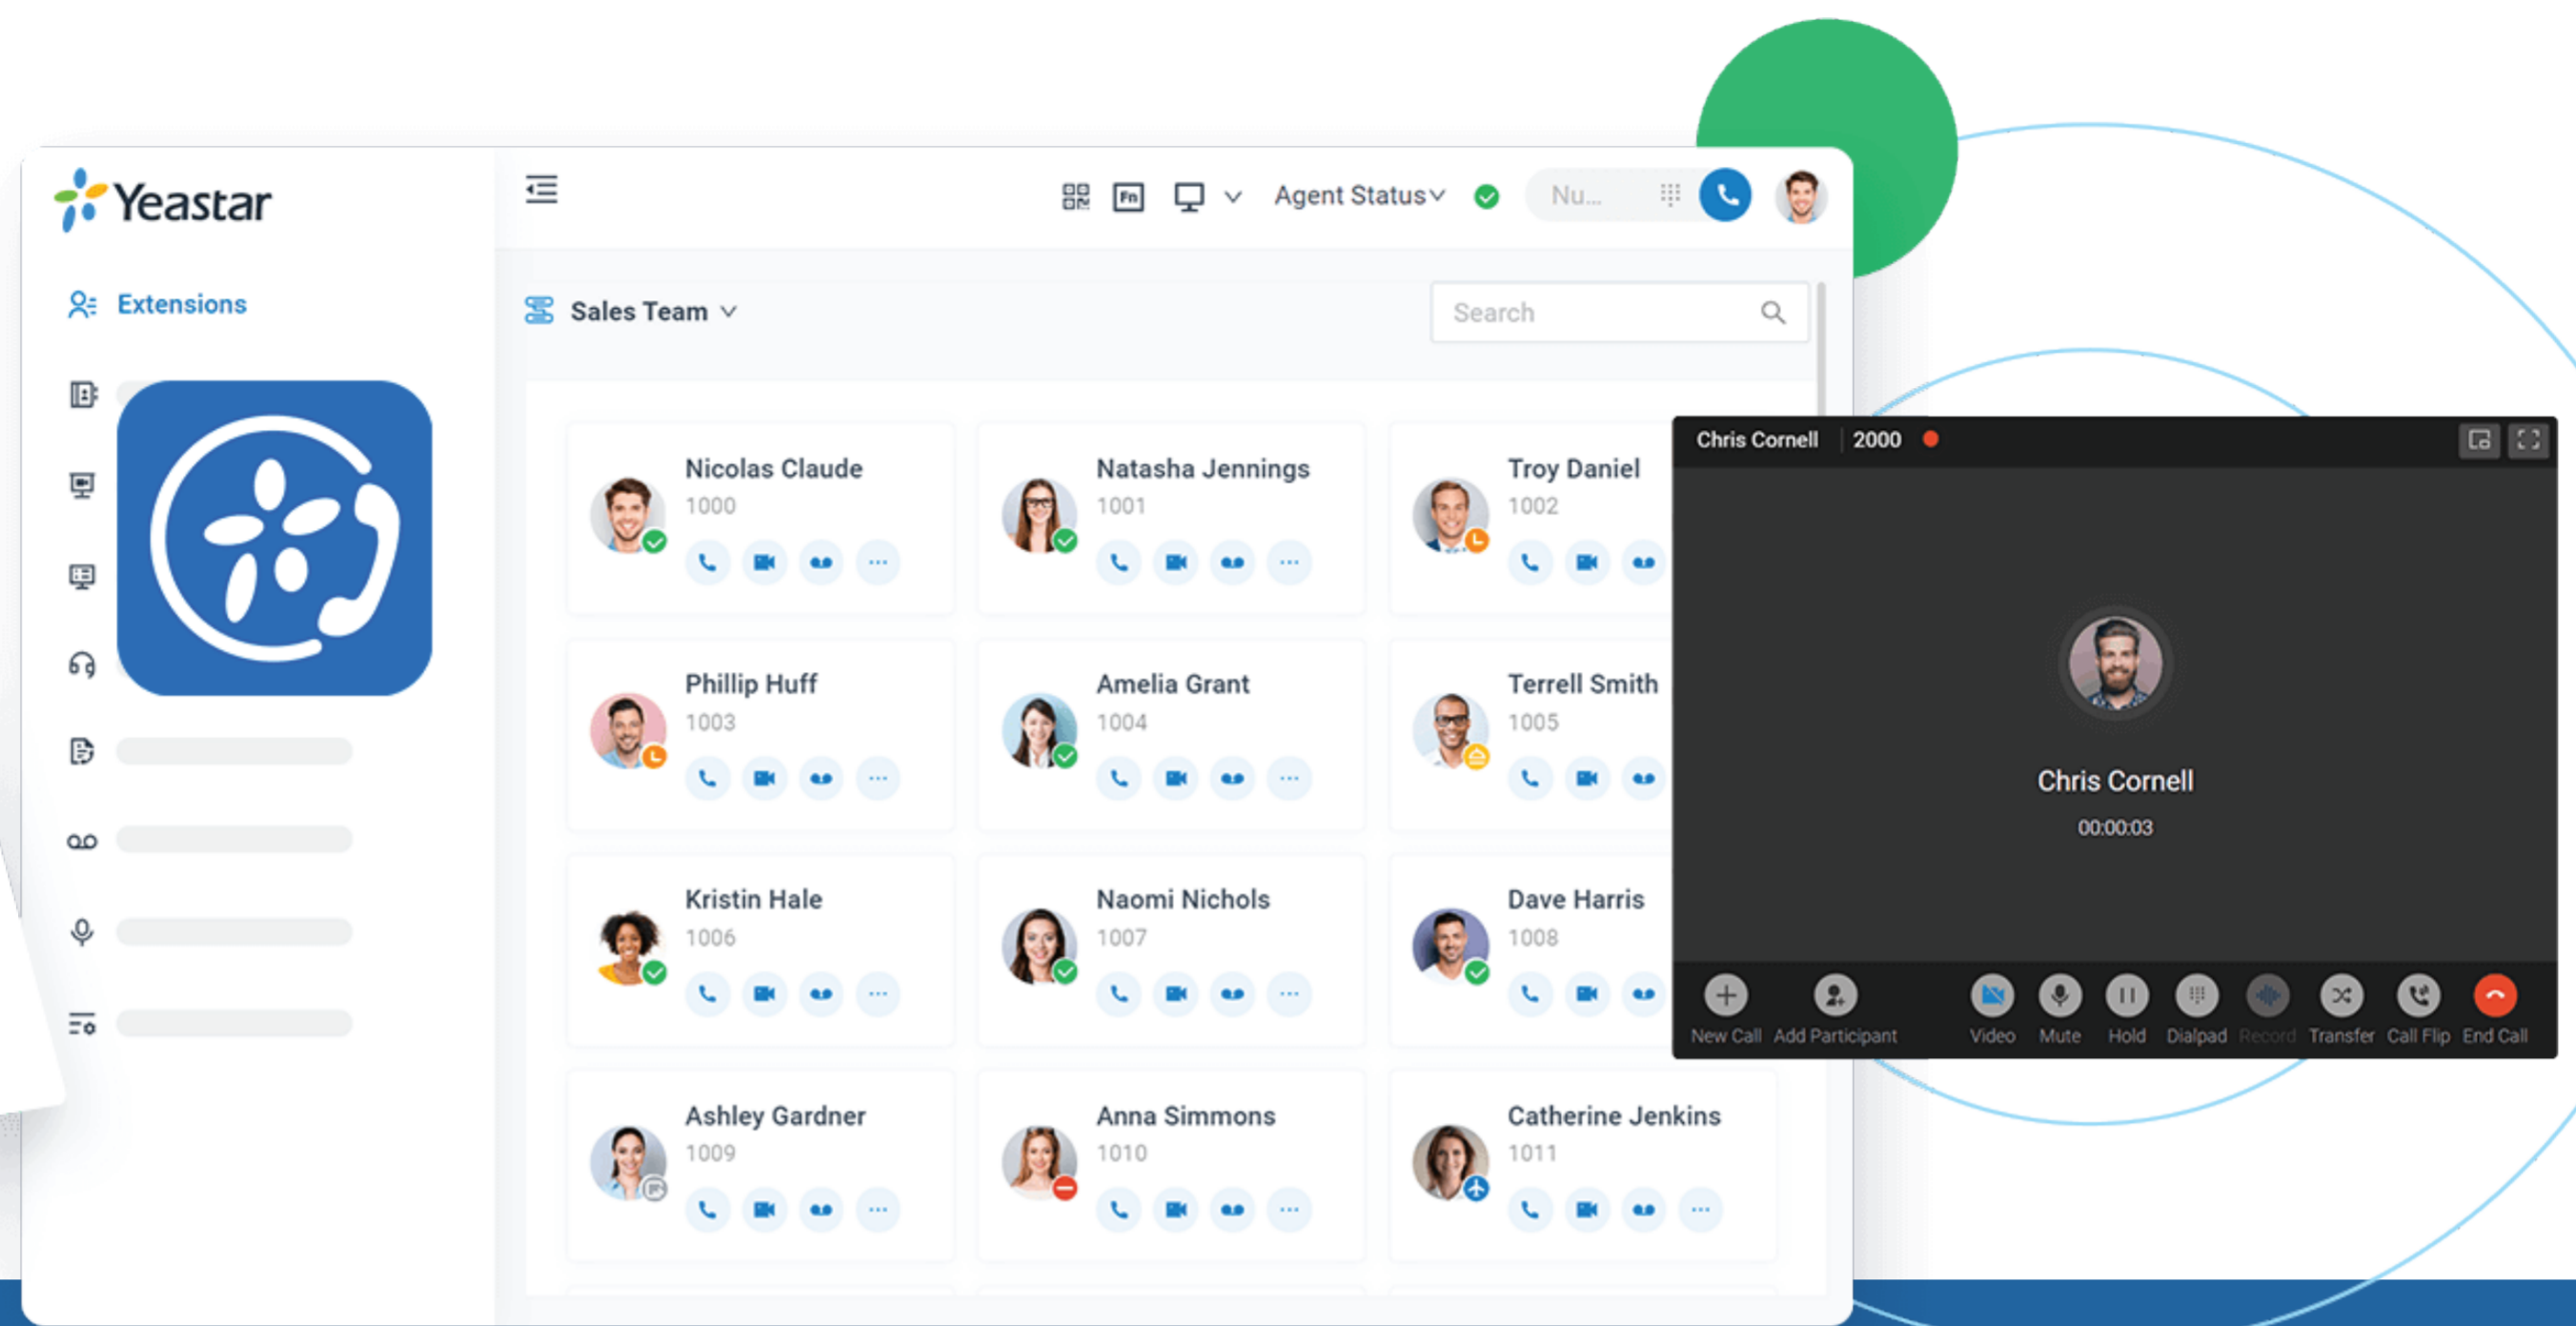 Yeastar
Fn
Agent Status
Nu...
Extensions
Sales Team
Search
Nicolas Claude
1000
Natasha Jennings
1001
Troy Daniel
1002
Phillip Huff
1003
Amelia Grant
1004
Terrell Smith
1005
Kristin Hale
1006
Naomi Nichols
1007
Dave Harris
1008
Ashley Gardner
1009
Anna Simmons
1010
Catherine Jenkins
1011
Chris Cornell 2000
Chris Cornell
00:00:03
New Call Add Participant Video Mute Hold Dialpad Record Transfer Call Flip End Call